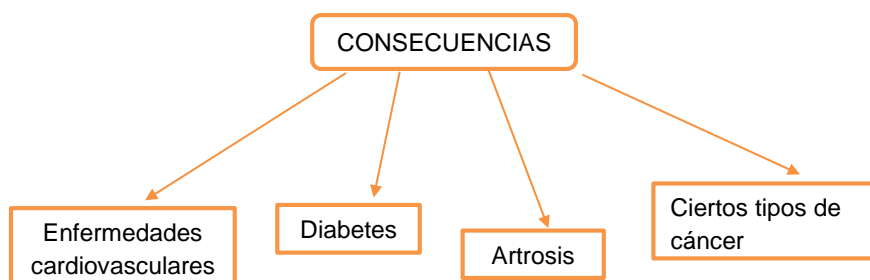 CONSECUENCIAS
Enfermedades
cardiovasculares
Diabetes
Artrosis
Ciertos tipos de
cáncer